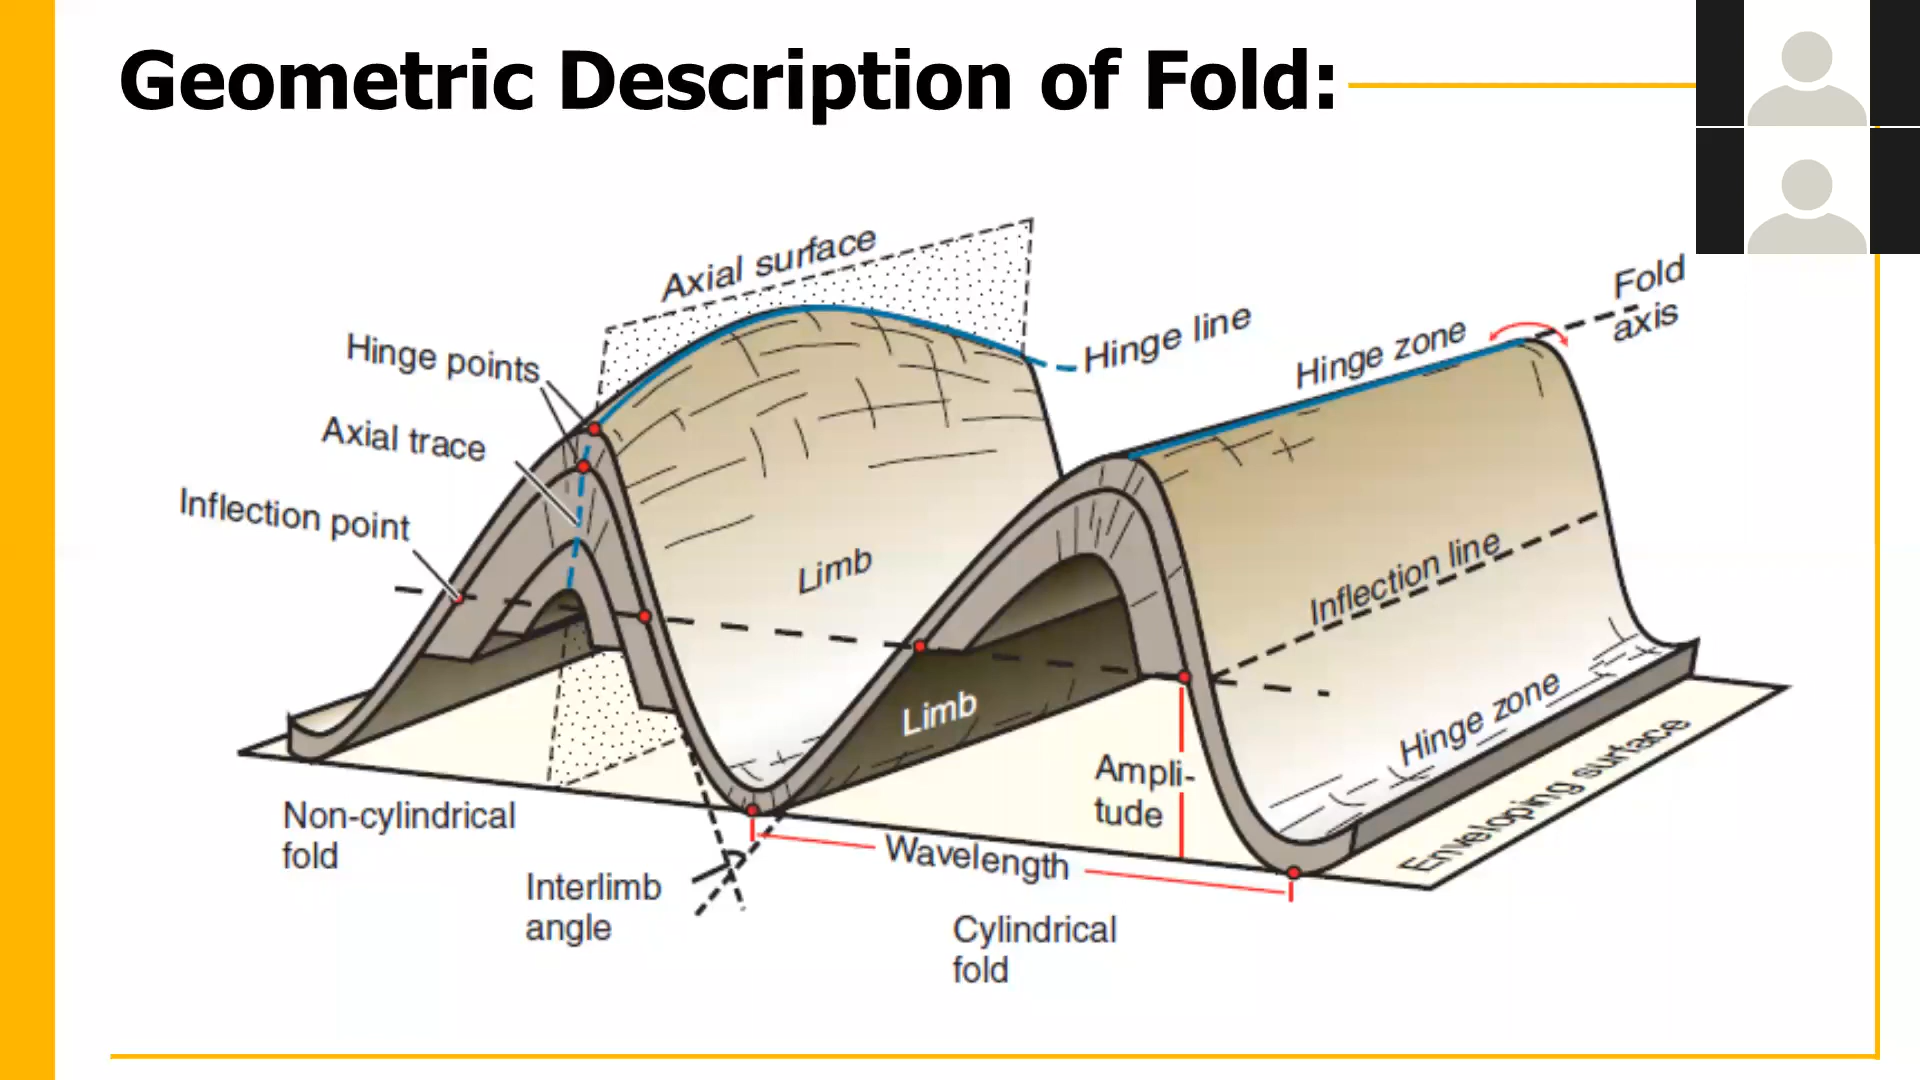 Geometric Description of Fold:
Axial surface
Fold
axis
Hinge line
Hinge zone
Hinge points
Axial trace
Inflection point
Limb
Inflection line
Limb
Hinge zone
Ampli-
tude
Enveloping surface
Non-cylindrical
fold
Wavelength
Interlimb
angle
Cylindrical
fold